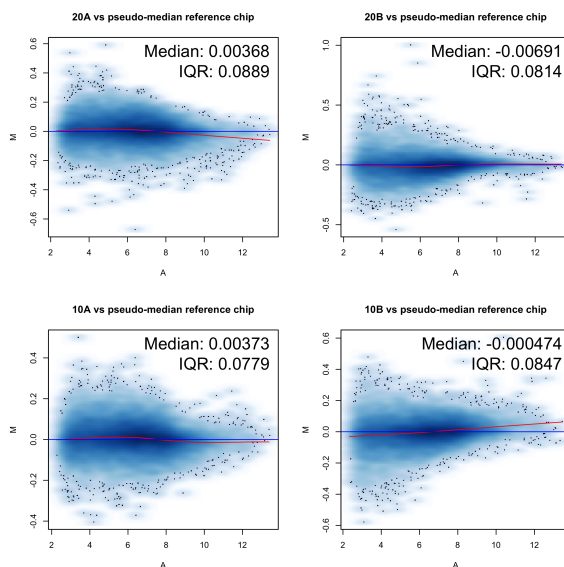 20A vs pseudo-median reference chip
Median: 0.00368
IQR: 0.0889
0.6
0.4
0.2
0.0
-0.2
-0.4
-0.6
M
2 4 6 8 10 12
A
20B vs pseudo-median reference chip
Median: -0.00691
IQR: 0.0814
1.0
0.5
0.0
-0.5
M
2 4 6 8 10 12
A
10A vs pseudo-median reference chip
Median: 0.00373
IQR: 0.0779
0.4
0.2
0.0
-0.2
-0.4
M
2 4 6 8 10 12
A
10B vs pseudo-median reference chip
Median: -0.000474
IQR: 0.0847
0.6
0.4
0.2
0.0
-0.2
-0.4
-0.6
M
2 4 6 8 10 12
A